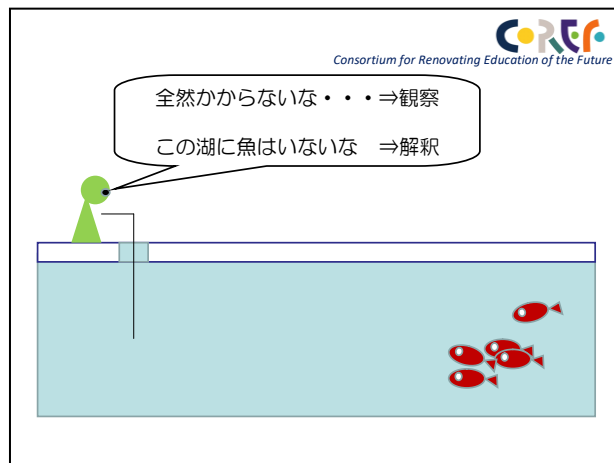 CoREF
Consortium for Renovating Education of the Future
全然かからないな・・・⇒観察
この湖に魚はいないな　⇒解釈